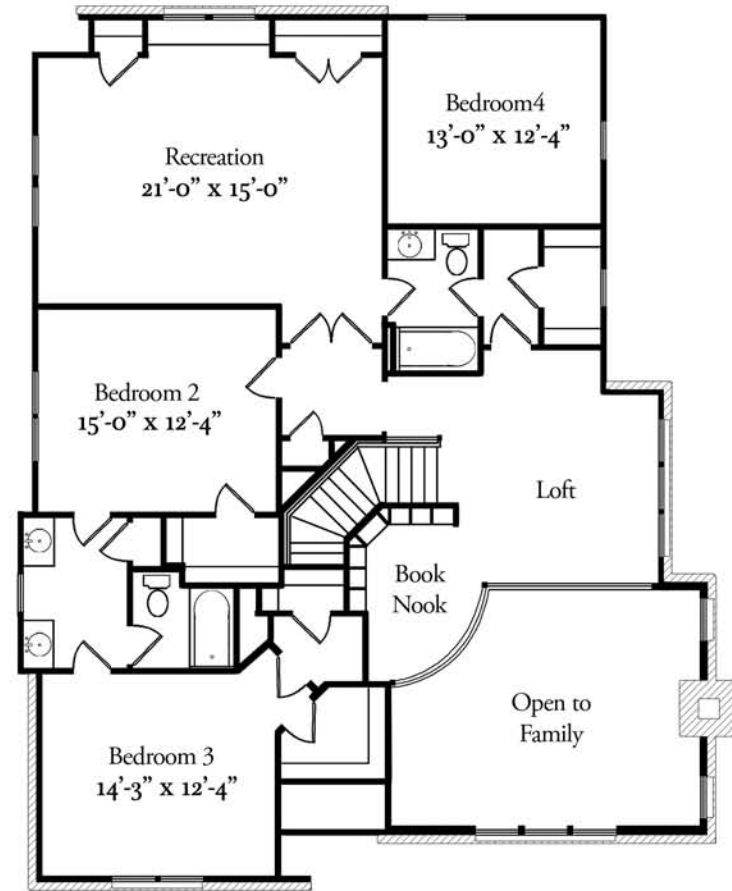 Bedroom4
13'-0" x 12'-4"
Recreation
21'-0" x 15'-0"
Bedroom 2
15'-0" x 12'-4"
Loft
Book
Nook
Open to
Family
Bedroom 3
14'-3" x 12'-4"